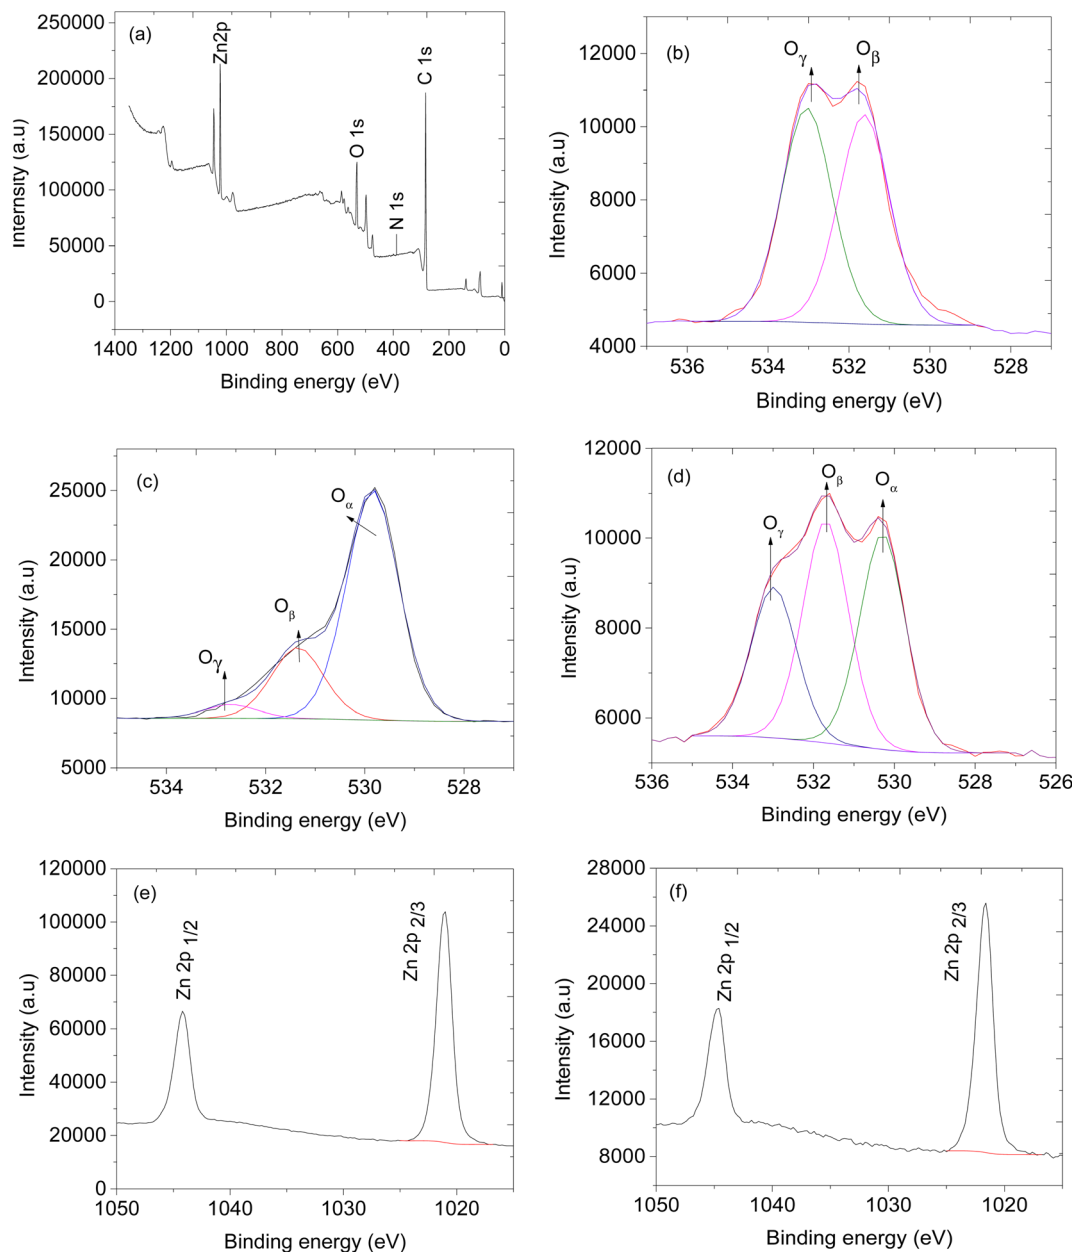 (a)
Zn2p
O 1s
N 1s
C 1s
250000
200000
150000
100000
50000
0
Internsity (a.u)
1400 1200 1000 800 600 400 200 0
Binding energy (eV)
(b)
Oγ
Oβ
12000
10000
8000
6000
4000
Intensity (a.u)
536 534 532 530 528
Binding energy (eV)
(c)
Oα
Oβ
Oγ
25000
20000
15000
10000
5000
Intensity (a.u)
534 532 530 528
Binding energy (eV)
(d)
Oβ
Oα
Oγ
12000
10000
8000
6000
Intensity (a.u)
536 534 532 530 528 526
Binding energy (eV)
(e)
Zn 2p 1/2
Zn 2p 2/3
120000
100000
80000
60000
40000
20000
0
Intensity (a.u)
1050 1040 1030 1020
Binding energy (eV)
(f)
Zn 2p 1/2
Zn 2p 2/3
28000
24000
20000
16000
12000
8000
Intensity (a.u)
1050 1040 1030 1020
Binding energy (eV)